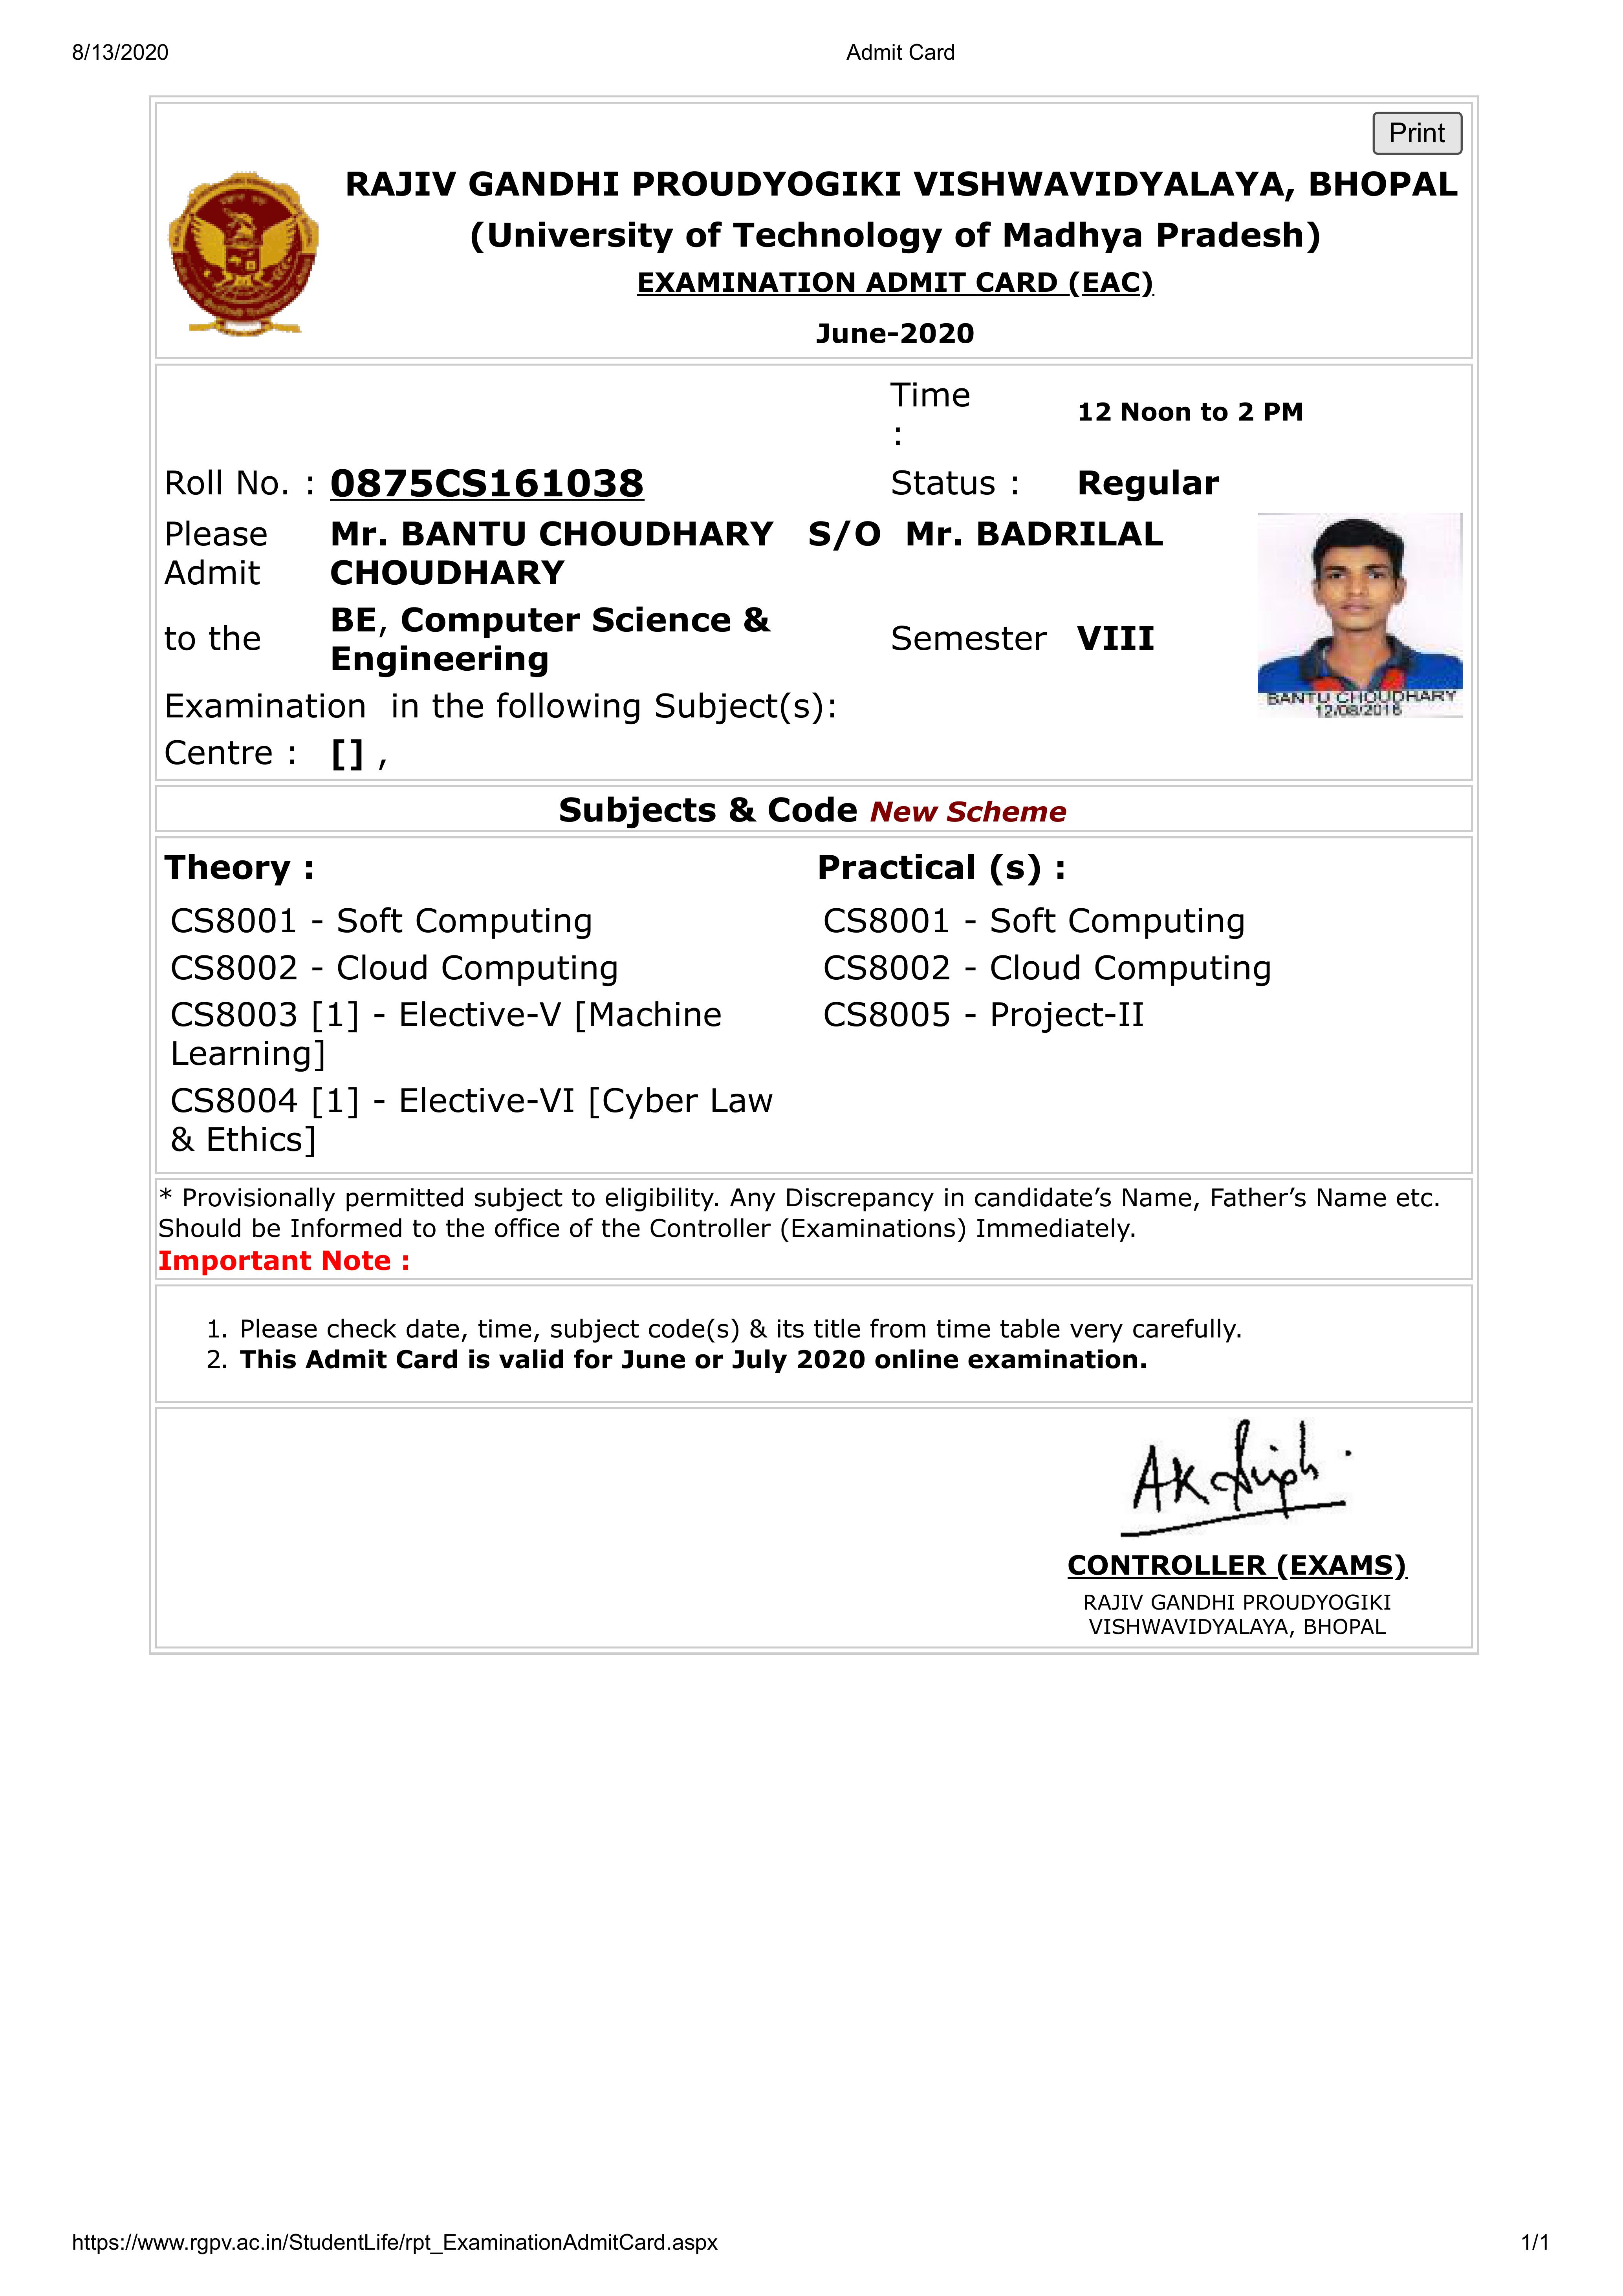 8/13/2020 Admit Card
Print
RAJIV GANDHI PROUDYOGIKI VISHWAVIDYALAYA, BHOPAL
(University of Technology of Madhya Pradesh)
EXAMINATION ADMIT CARD (EAC)
June-2020
Time : 12 Noon to 2 PM
Roll No. : 0875CS161038 Status : Regular
Please Admit Mr. BANTU CHOUDHARY S/O Mr. BADRILAL
CHOUDHARY
to the BE, Computer Science &
Engineering Semester VIII
BANTU CHOUDHARY
12/08/2016
Examination in the following Subject(s):
Centre : [] ,
Subjects & Code New Scheme
Theory :
CS8001 - Soft Computing
CS8002 - Cloud Computing
CS8003 [1] - Elective-V [Machine
Learning]
CS8004 [1] - Elective-VI [Cyber Law
& Ethics]
Practical (s) :
CS8001 - Soft Computing
CS8002 - Cloud Computing
CS8005 - Project-II
* Provisionally permitted subject to eligibility. Any Discrepancy in candidate’s Name, Father’s Name etc.
Should be Informed to the office of the Controller (Examinations) Immediately.
Important Note :
1. Please check date, time, subject code(s) & its title from time table very carefully.
2. This Admit Card is valid for June or July 2020 online examination.
CONTROLLER (EXAMS)
RAJIV GANDHI PROUDYOGIKI
VISHWAVIDYALAYA, BHOPAL
https://www.rgpv.ac.in/StudentLife/rpt_ExaminationAdmitCard.aspx 1/1